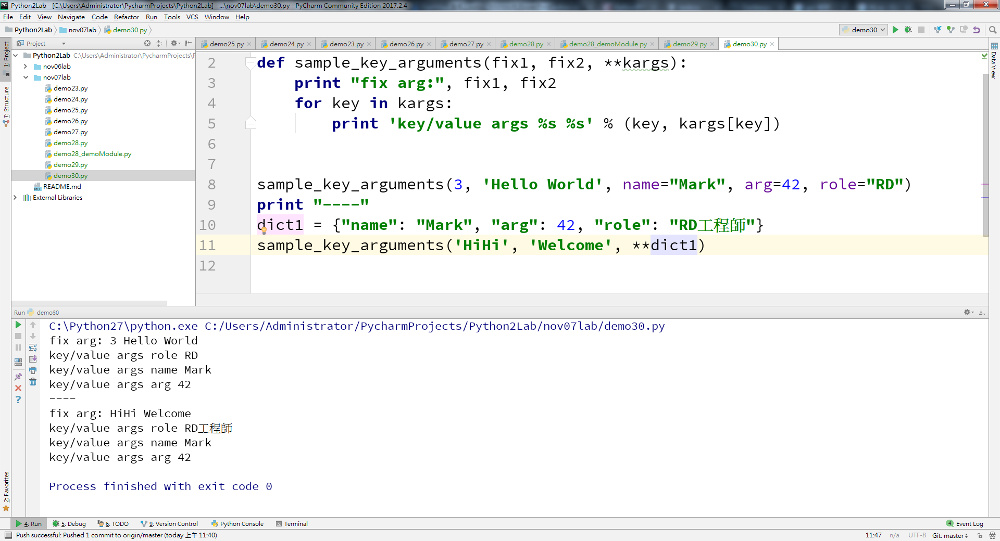 Python2Lab - [C:\Users\Administrator\PycharmProjects\Python2Lab] - ...\nov07lab\demo30.py - PyCharm Community Edition 2017.2.4
File Edit View Navigate Code Refactor Run Tools VCS Window Help
Python2Lab nov07lab demo30.py demo30
Project demo25.py demo24.py demo23.py demo26.py demo27.py demo28.py demo28_demoModule.py demo29.py demo30.py
1: Project
7: Structure
2: Favorites
Data View
Python2Lab C:\Users\Administrator\PycharmProjects\P
nov06lab
nov07lab
demo23.py
demo24.py
demo25.py
demo26.py
demo27.py
demo28.py
demo28_demoModule.py
demo29.py
demo30.py
README.md
External Libraries
2 def sample_key_arguments(fix1, fix2, **kargs):
3 print "fix arg:", fix1, fix2
4 for key in kargs:
5 print 'key/value args %s %s' % (key, kargs[key])
6
7
8 sample_key_arguments(3, 'Hello World', name="Mark", arg=42, role="RD")
9 print "----"
10 dict1 = {"name": "Mark", "arg": 42, "role": "RD工程師"}
11 sample_key_arguments('HiHi', 'Welcome', **dict1)
12
Run demo30
C:\Python27\python.exe C:/Users/Administrator/PycharmProjects/Python2Lab/nov07lab/demo30.py
fix arg: 3 Hello World
key/value args role RD
key/value args name Mark
key/value args arg 42
----
fix arg: HiHi Welcome
key/value args role RD工程師
key/value args name Mark
key/value args arg 42
Process finished with exit code 0
4: Run 5: Debug 6: TODO 9: Version Control Python Console Terminal 4 Event Log
Push successful: Pushed 1 commit to origin/master (today 上午 11:40) 11:47 n/a UTF-8 Git: master